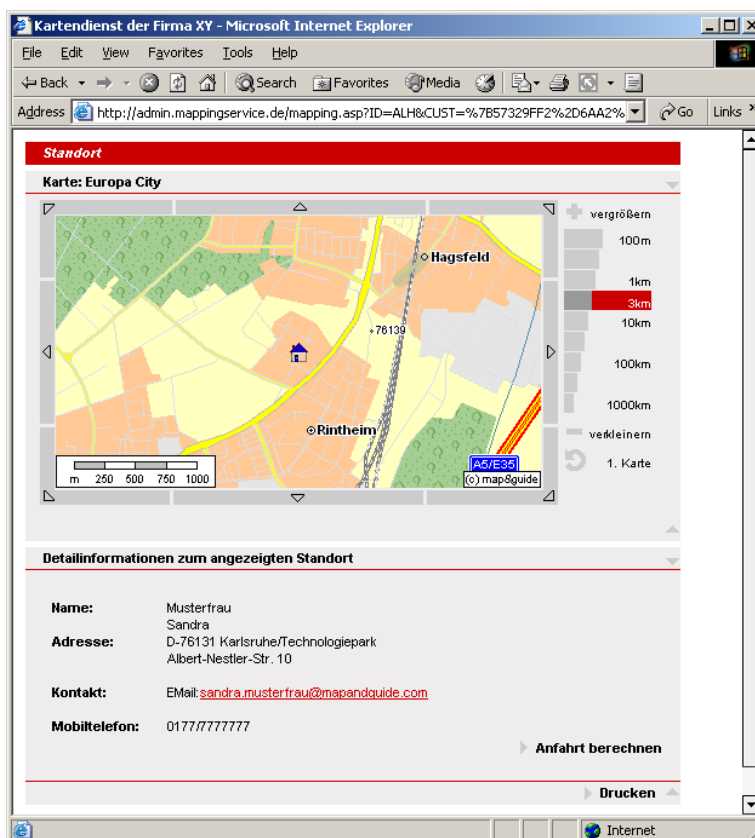 Kartendienst der Firma XY - Microsoft Internet Explorer
File Edit View Favorites Tools Help
Back Search Favorites Media
Address http://admin.mappingservice.de/mapping.asp?ID=ALH&CUST=%7B57329FF2%2D6AA2% Go Links »
Standort
Karte: Europa City
vergrößern
100m
1km
3km
10km
100km
1000km
verkleinern
1. Karte
Hagsfeld
76139
Rintheim
m 250 500 750 1000
A5/E35
(c) map&guide
Detailinformationen zum angezeigten Standort
Name: Musterfrau
Sandra
Adresse: D-76131 Karlsruhe/Technologiepark
Albert-Nestler-Str. 10
Kontakt: EMail:sandra.musterfrau@mapandguide.com
Mobiltelefon: 0177/7777777
Anfahrt berechnen
Drucken
Internet